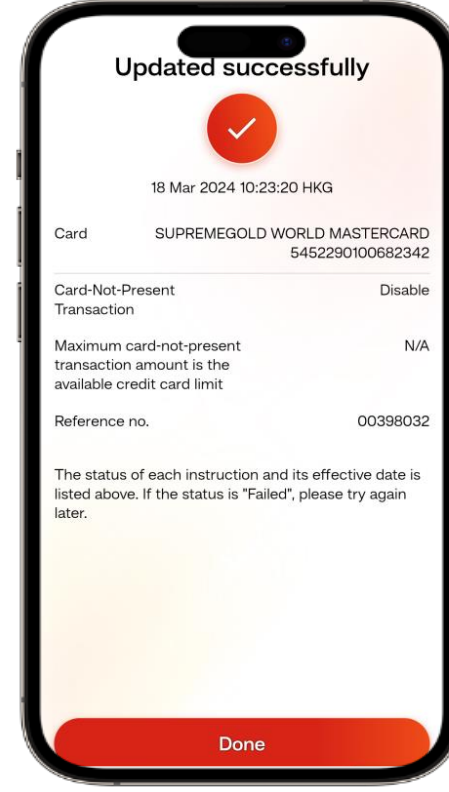 Updated successfully
18 Mar 2024 10:23:20 HKG
Card SUPREMEGOLD WORLD MASTERCARD
5452290100682342
Card-Not-Present Disable
Transaction
Maximum card-not-present N/A
transaction amount is the
available credit card limit
Reference no. 00398032
The status of each instruction and its effective date is
listed above. If the status is "Failed", please try again
later.
Done